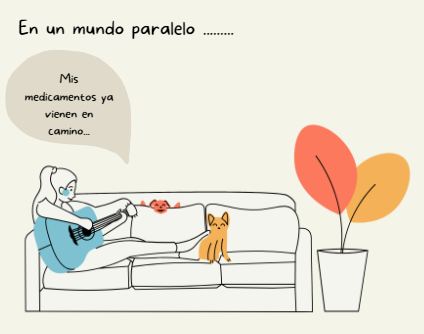 En un mundo paralelo .........
Mis
medicamentos ya
vienen en
camino...